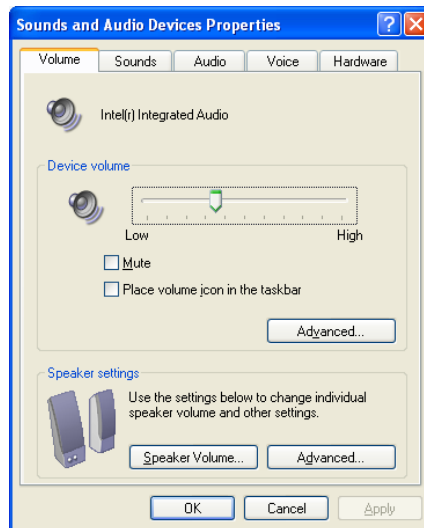 Sounds and Audio Devices Properties
Volume Sounds Audio Voice Hardware
Intel(r) Integrated Audio
Device volume
Low High
Mute
Place volume icon in the taskbar
Advanced...
Speaker settings
Use the settings below to change individual
speaker volume and other settings.
Speaker Volume... Advanced...
OK Cancel Apply